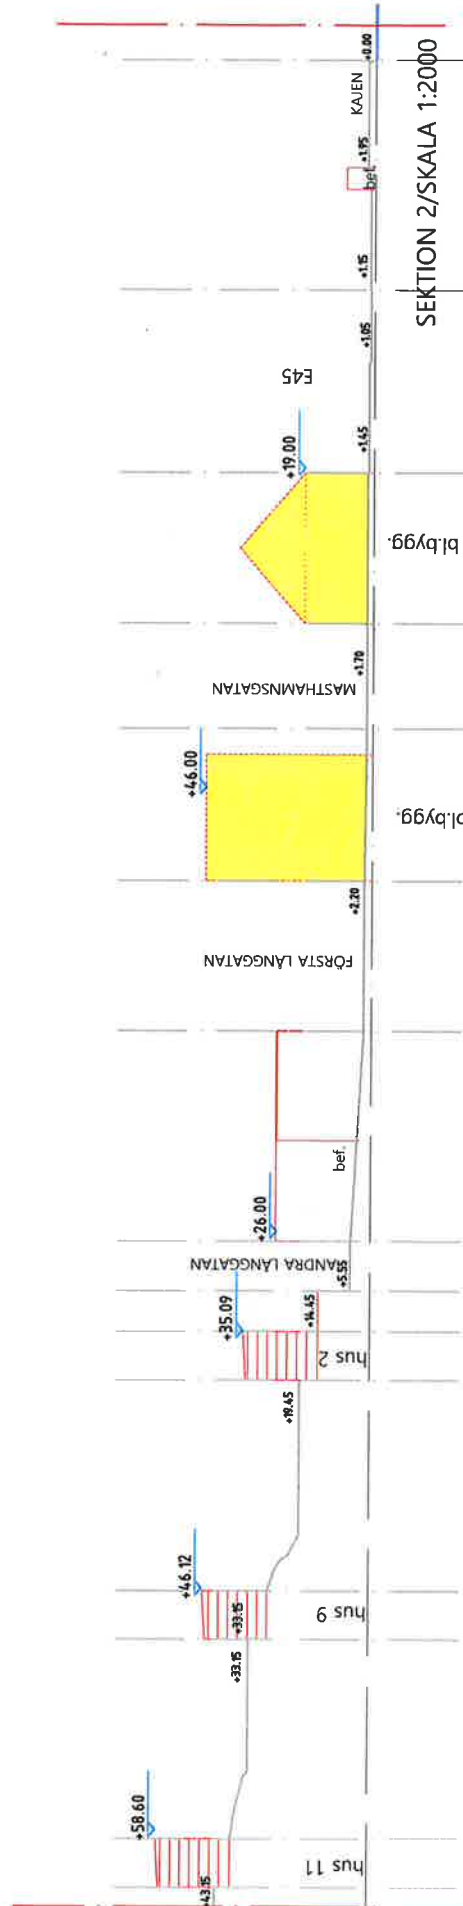 +0.00
KAJEN
SEKTION 2/SKALA 1:2000
+1.95
bef.
+1.15
+1.05
E45
+19.00
+1.45
bl.bygg.
+1.70
MASTHAMNSGATAN
+46.00
bl.bygg.
+2.20
FÖRSTA LÅNGGATAN
bef.
+26.00
ANDRA LÅNGGATAN
+5.55
+14.45
+35.09
hus 2
+19.45
+46.12
+33.15
hus 9
+33.15
+58.60
hus 11
+43.15